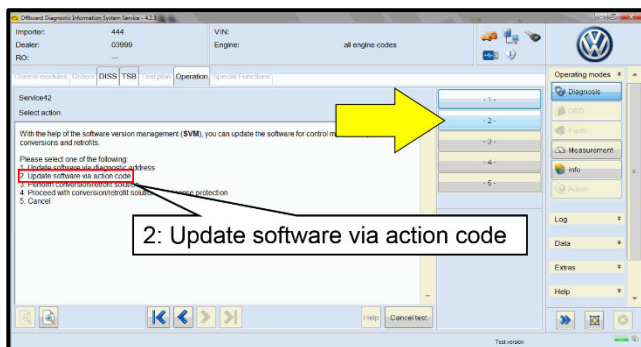 Offboard Diagnostic Information System Service - 4.2.3
Importer: 444
Dealer: 03999
RO: ---
VIN:
Engine: all engine codes
Control modules Orders DISS TSB Test plan Operation Special Functions
Service42
Select action
With the help of the software version management (SVM), you can update the software for control
conversions and retrofits.
Please select one of the following:
1. Update software via diagnostic address
2. Update software via action code
3. Perform conversion/retrofit solution
4. Proceed with conversion/retrofit protection
5. Cancel
2: Update software via action code
- 1 -
- 2 -
- 3 -
- 4 -
Help
Cancel test
Operating modes
Diagnosis
OBD
Flash
Measurement
Info
Admin
Log
Data
Extras
Help
Test version